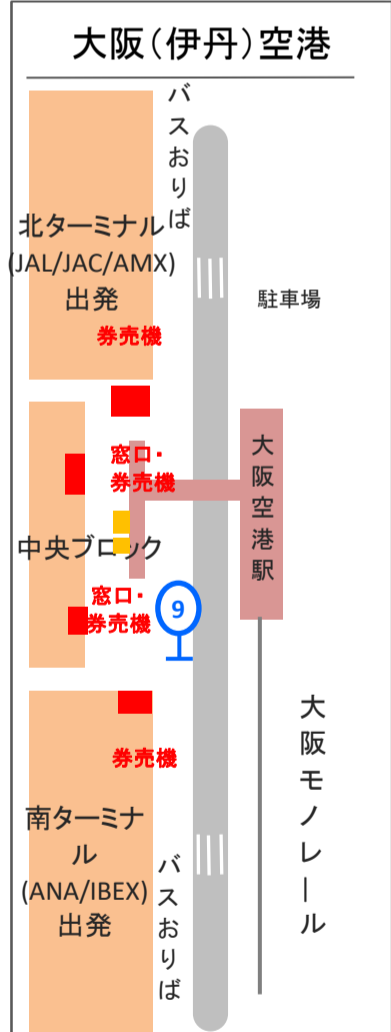 大阪(伊丹)空港
バスおりば
北ターミナル
(JAL/JAC/AMX)
出発
駐車場
券売機
窓口・
券売機
大阪空港駅
中央ブロック
窓口・
券売機
9
券売機
大阪モノレール
南ターミナ
ル
(ANA/IBEX)
出発
バスおりば